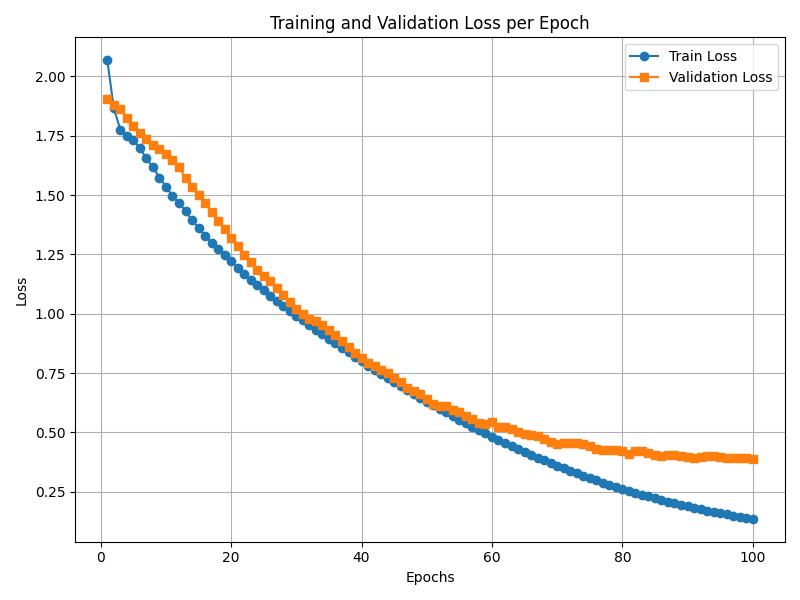 Training and Validation Loss per Epoch
Train Loss
Validation Loss
2.00
1.75
1.50
1.25
1.00
0.75
0.50
0.25
Loss
0 20 40 60 80 100
Epochs